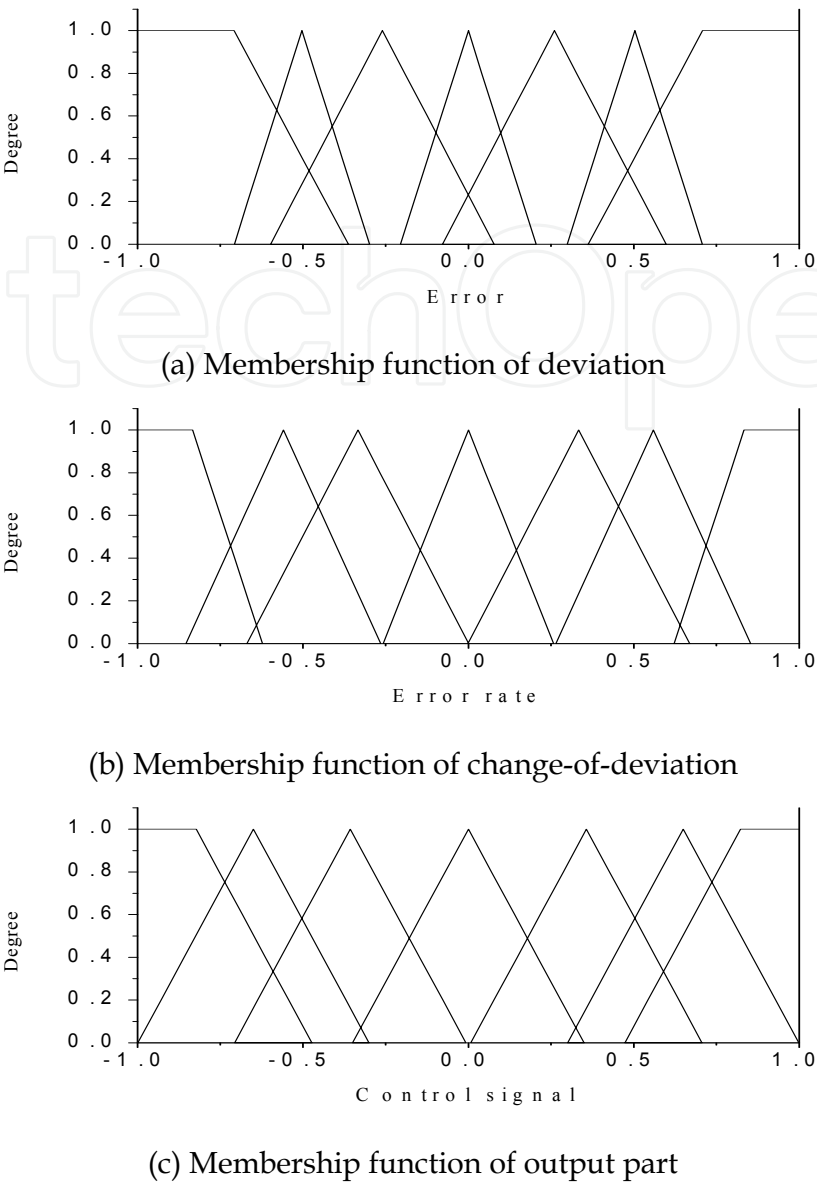 1.0
0.8
0.6
0.4
0.2
0.0
Degree
-1.0 -0.5 0.0 0.5 1.0
Error
techOpe
(a) Membership function of deviation
1.0
0.8
0.6
0.4
0.2
0.0
Degree
-1.0 -0.5 0.0 0.5 1.0
Error rate
(b) Membership function of change-of-deviation
1.0
0.8
0.6
0.4
0.2
0.0
Degree
-1.0 -0.5 0.0 0.5 1.0
Control signal
(c) Membership function of output part